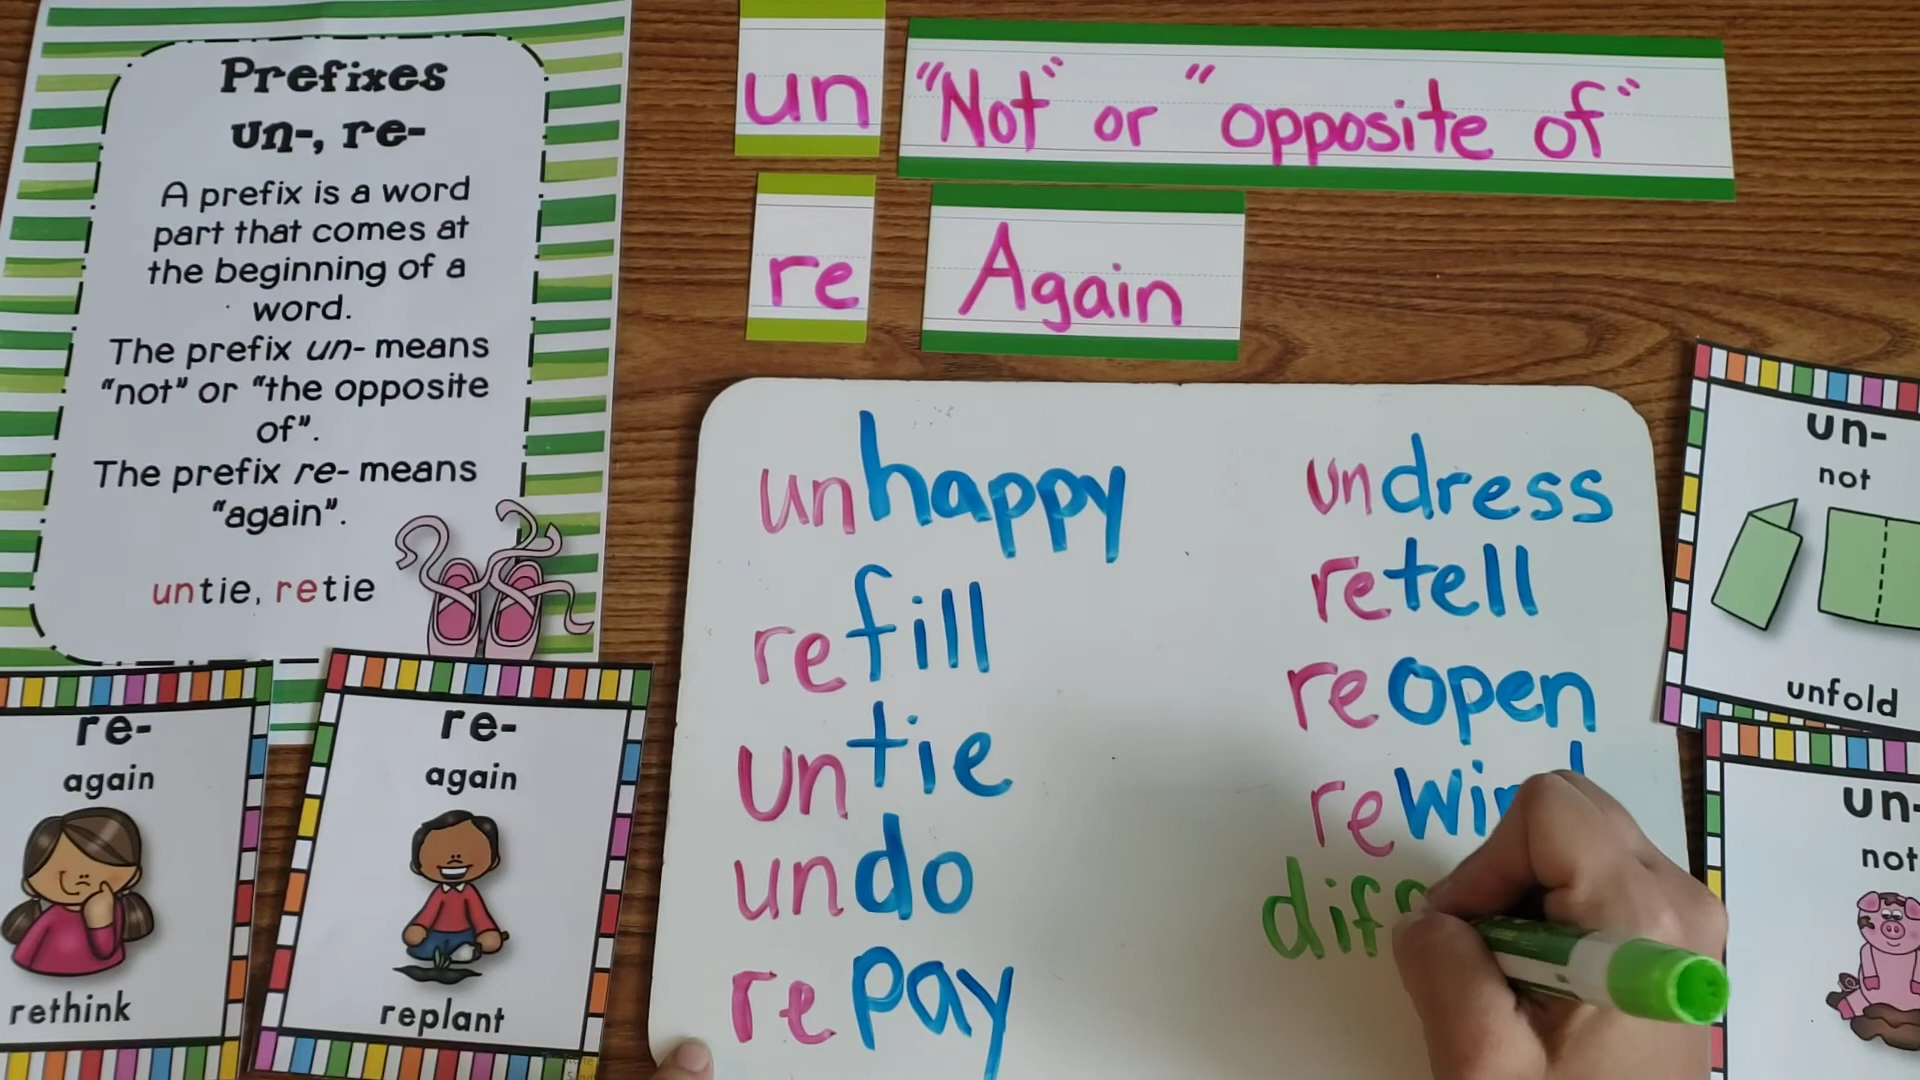 Prefixes
un-, re-
A prefix is a word
part that comes at
the beginning of a
word.
The prefix un- means
"not" or "the opposite
of".
The prefix re- means
"again".
untie, retie
un
"Not" or "opposite of"
re
Again
unhappy
refill
untie
undo
repay
undress
retell
reopen
re
re-
again
rethink
re-
again
replant
un-
not
unfold
un-
not